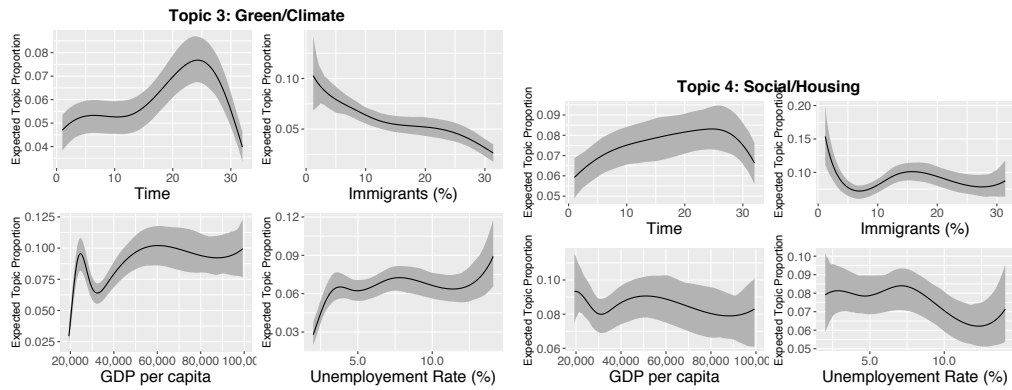 Topic 3: Green/Climate
Expected Topic Proportion
0.08
0.07
0.06
0.05
0.04
0 10 20 30
Time
Expected Topic Proportion
0.10
0.05
0 10 20 30
Immigrants (%)
Expected Topic Proportion
0.125
0.100
0.075
0.050
0.025
20,000 40,000 60,000 80,000 100,00
GDP per capita
Expected Topic Proportion
0.12
0.09
0.06
0.03
5.0 10.0
Unemployement Rate (%)
Topic 4: Social/Housing
Expected Topic Proportion
0.09
0.08
0.07
0.06
0.05
0 10 20 30
Time
Expected Topic Proportion
0.20
0.15
0.10
0.05
0 10 20 30
Immigrants (%)
Expected Topic Proportion
0.10
0.08
0.06
20,000 40,000 60,000 80,000 100,00
GDP per capita
Expected Topic Proportion
0.10
0.09
0.08
0.07
0.06
0.05
5.0 10.0
Unemployement Rate (%)